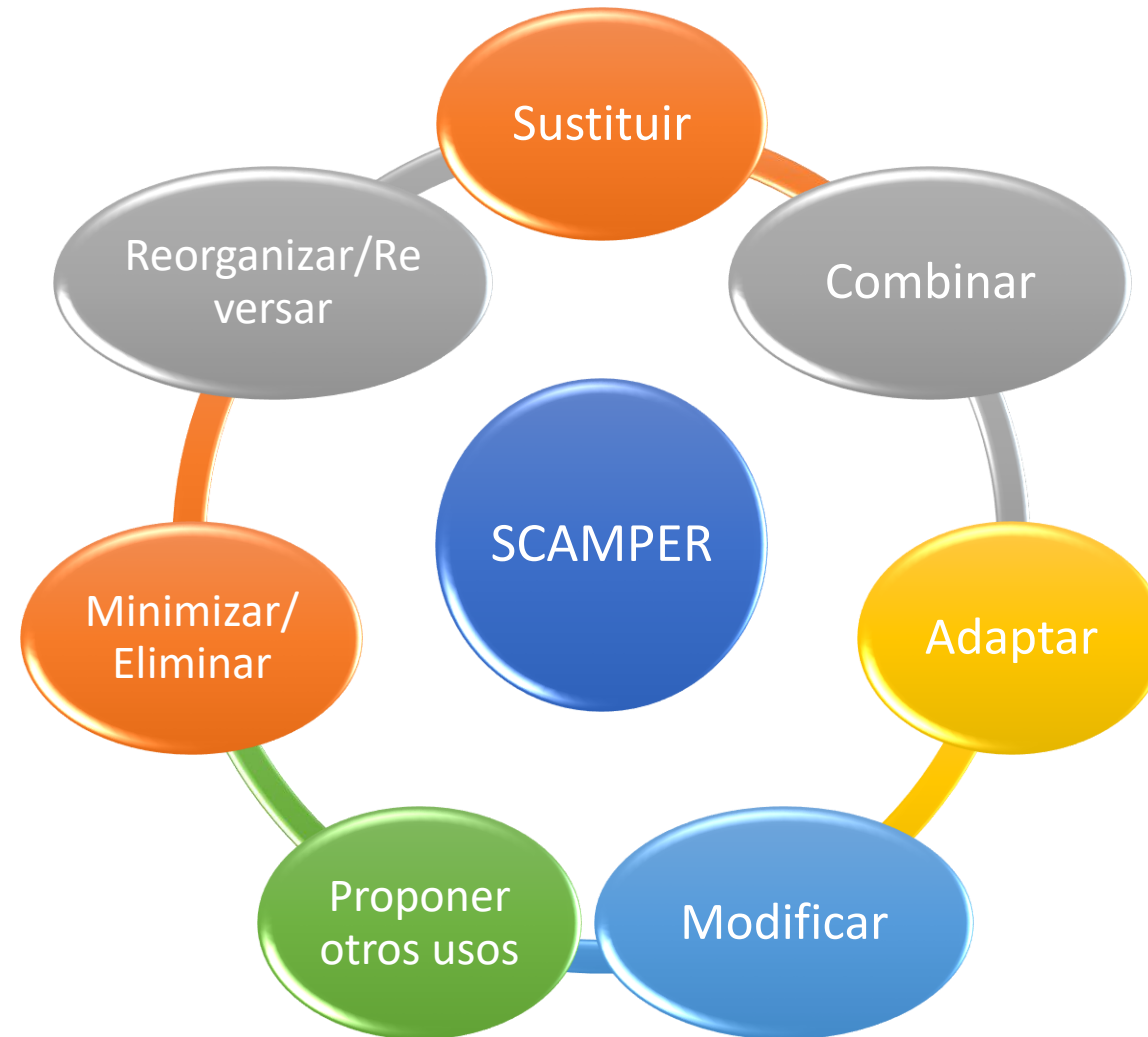 Sustituir
Combinar
Adaptar
Modificar
Proponer
otros usos
Minimizar/
Eliminar
Reorganizar/Re
versar
SCAMPER